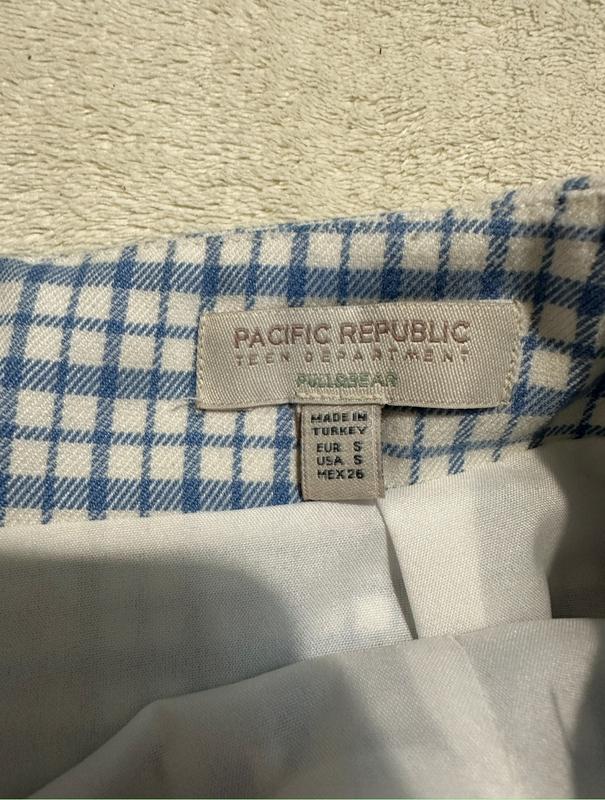 PACIFIC REPUBLIC
TEEN DEPARTMENT
PULL&BEAR
MADE IN
TURKEY
EUR S
USA S
MEX 26